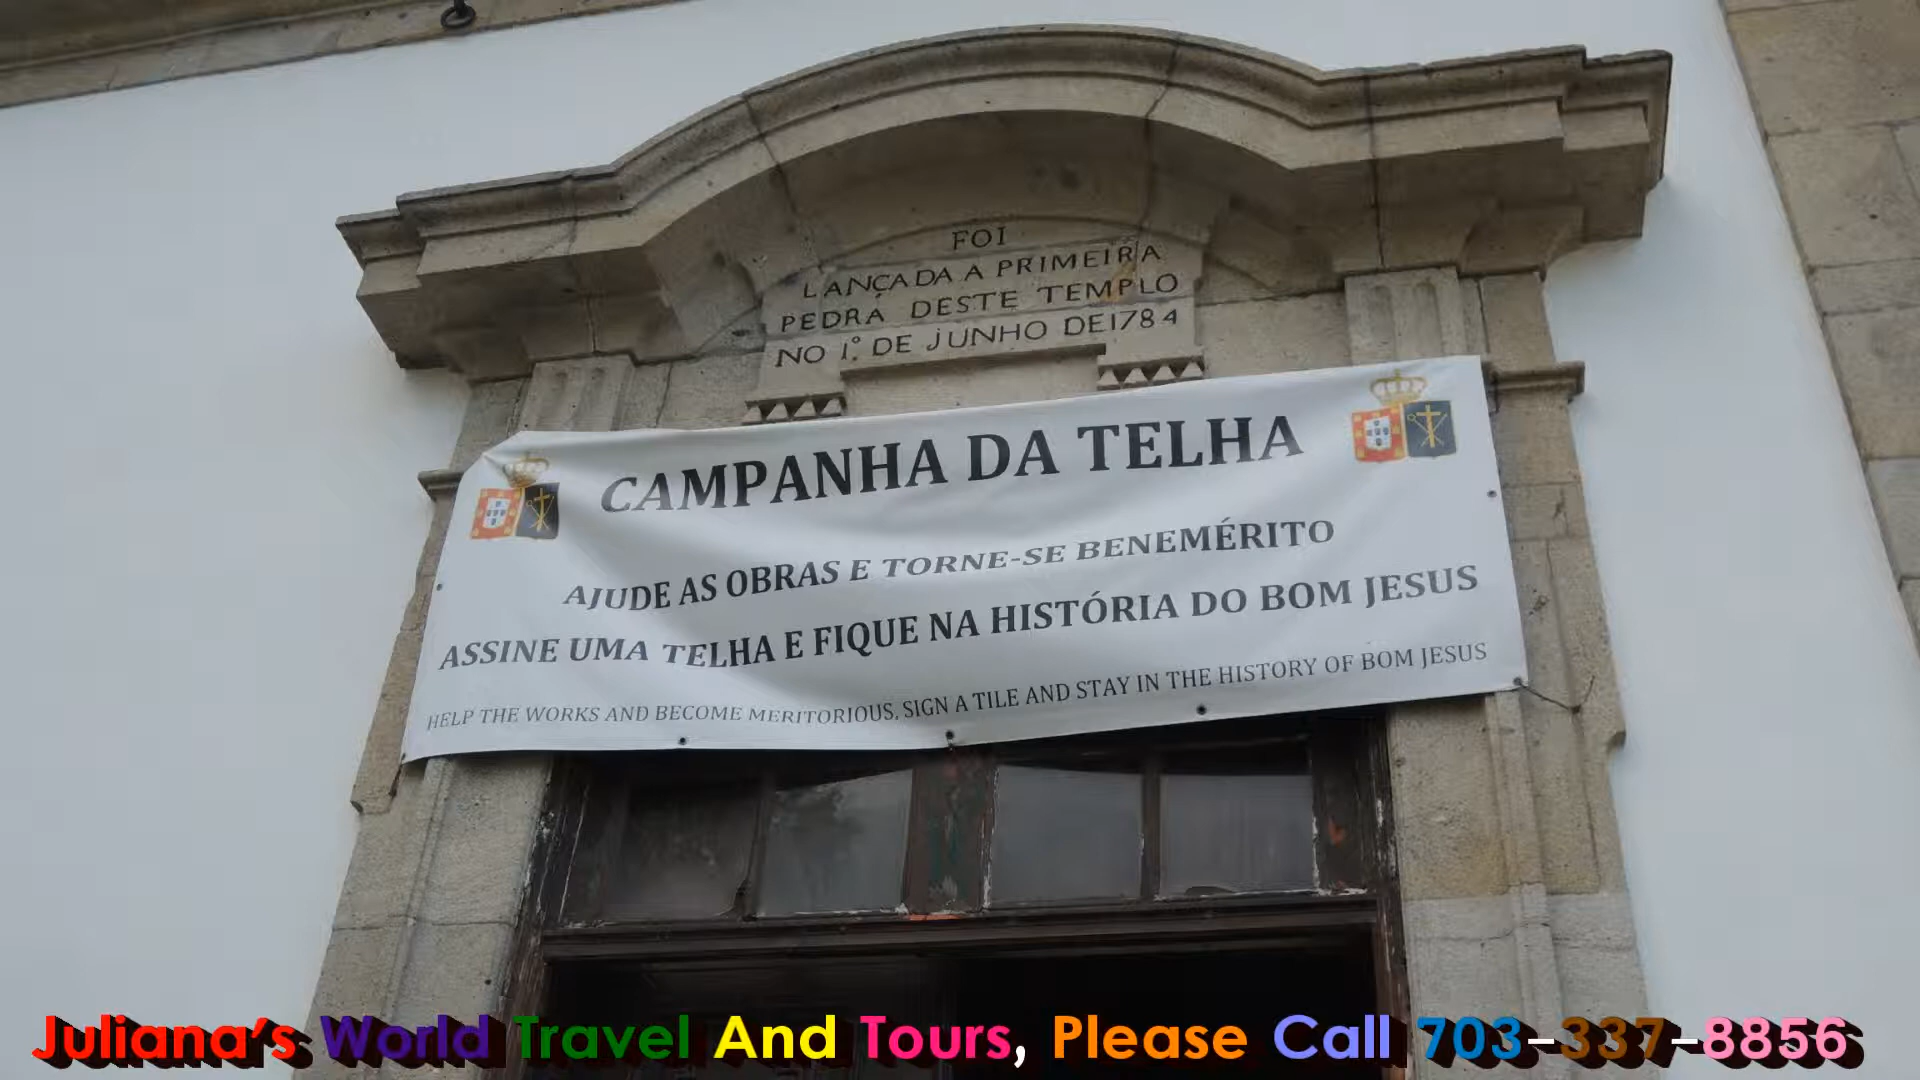 FOI
LANÇADA A PRIMEIRA
PEDRA DESTE TEMPLO
NO 1º DE JUNHO DE 1784
CAMPANHA DA TELHA
AJUDE AS OBRAS E TORNE-SE BENEMÉRITO
ASSINE UMA TELHA E FIQUE NA HISTÓRIA DO BOM JESUS
HELP THE WORKS AND BECOME MERITORIOUS, SIGN A TILE AND STAY IN THE HISTORY OF BOM JESUS
Juliana's World Travel And Tours, Please Call 703-337-8856